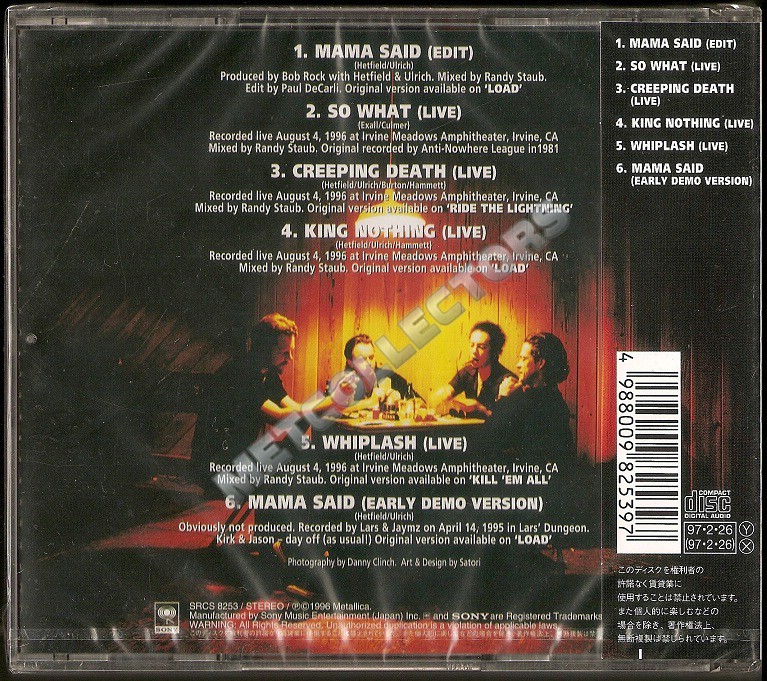 1. MAMA SAID (EDIT)
(Hetfield/Ulrich)
Produced by Bob Rock with Hetfield & Ulrich. Mixed by Randy Staub.
Edit by Paul DeCarli. Original version available on 'LOAD'
2. SO WHAT (LIVE)
(Exall/Culmer)
Recorded live August 4, 1996 at Irvine Meadows Amphitheater, Irvine, CA
Mixed by Randy Staub. Original recorded by Anti-Nowhere League in1981
3. CREEPING DEATH (LIVE)
(Hetfield/Ulrich/Burton/Hammett)
Recorded live August 4, 1996 at Irvine Meadows Amphitheater, Irvine, CA
Mixed by Randy Staub. Original version available on 'RIDE THE LIGHTNING'
4. KING NOTHING (LIVE)
(Hetfield/Ulrich/Hammett)
Recorded live August 4, 1996 at Irvine Meadows Amphitheater, Irvine, CA
Mixed by Randy Staub. Original version available on 'LOAD'
NETCOLLECTORS
5. WHIPLASH (LIVE)
(Hetfield/Ulrich)
Recorded live August 4, 1996 at Irvine Meadows Amphitheater, Irvine, CA
Mixed by Randy Staub. Original version available on 'KILL 'EM ALL'
6. MAMA SAID (EARLY DEMO VERSION)
(Hetfield/Ulrich)
Obviously not produced. Recorded by Lars & Jaymz on April 14, 1995 in Lars' Dungeon.
Kirk & Jason – day off (as usual!) Original version available on 'LOAD'
Photography by Danny Clinch. Art & Design by Satori
SONY
SRCS 8253 / STEREO / ℗©1996 Metallica.
Manufactured by Sony Music Entertainment (Japan) Inc. and SONY are Registered Trademarks
WARNING: All Rights Reserved. Unauthorized duplication is a violation of applicable laws.
1. MAMA SAID (EDIT)
2. SO WHAT (LIVE)
3. CREEPING DEATH
(LIVE)
4. KING NOTHING (LIVE)
5. WHIPLASH (LIVE)
6. MAMA SAID
(EARLY DEMO VERSION)
4 988009 825397
COMPACT
disc
DIGITAL AUDIO
97・2・26 Y
(97・2・26) X
このディスクを権利者の
許諾なく賃貸業に
使用することは禁止されています。
また個人的に楽しむなどの
場合を除き、著作権法上、
無断複製は禁じられています。